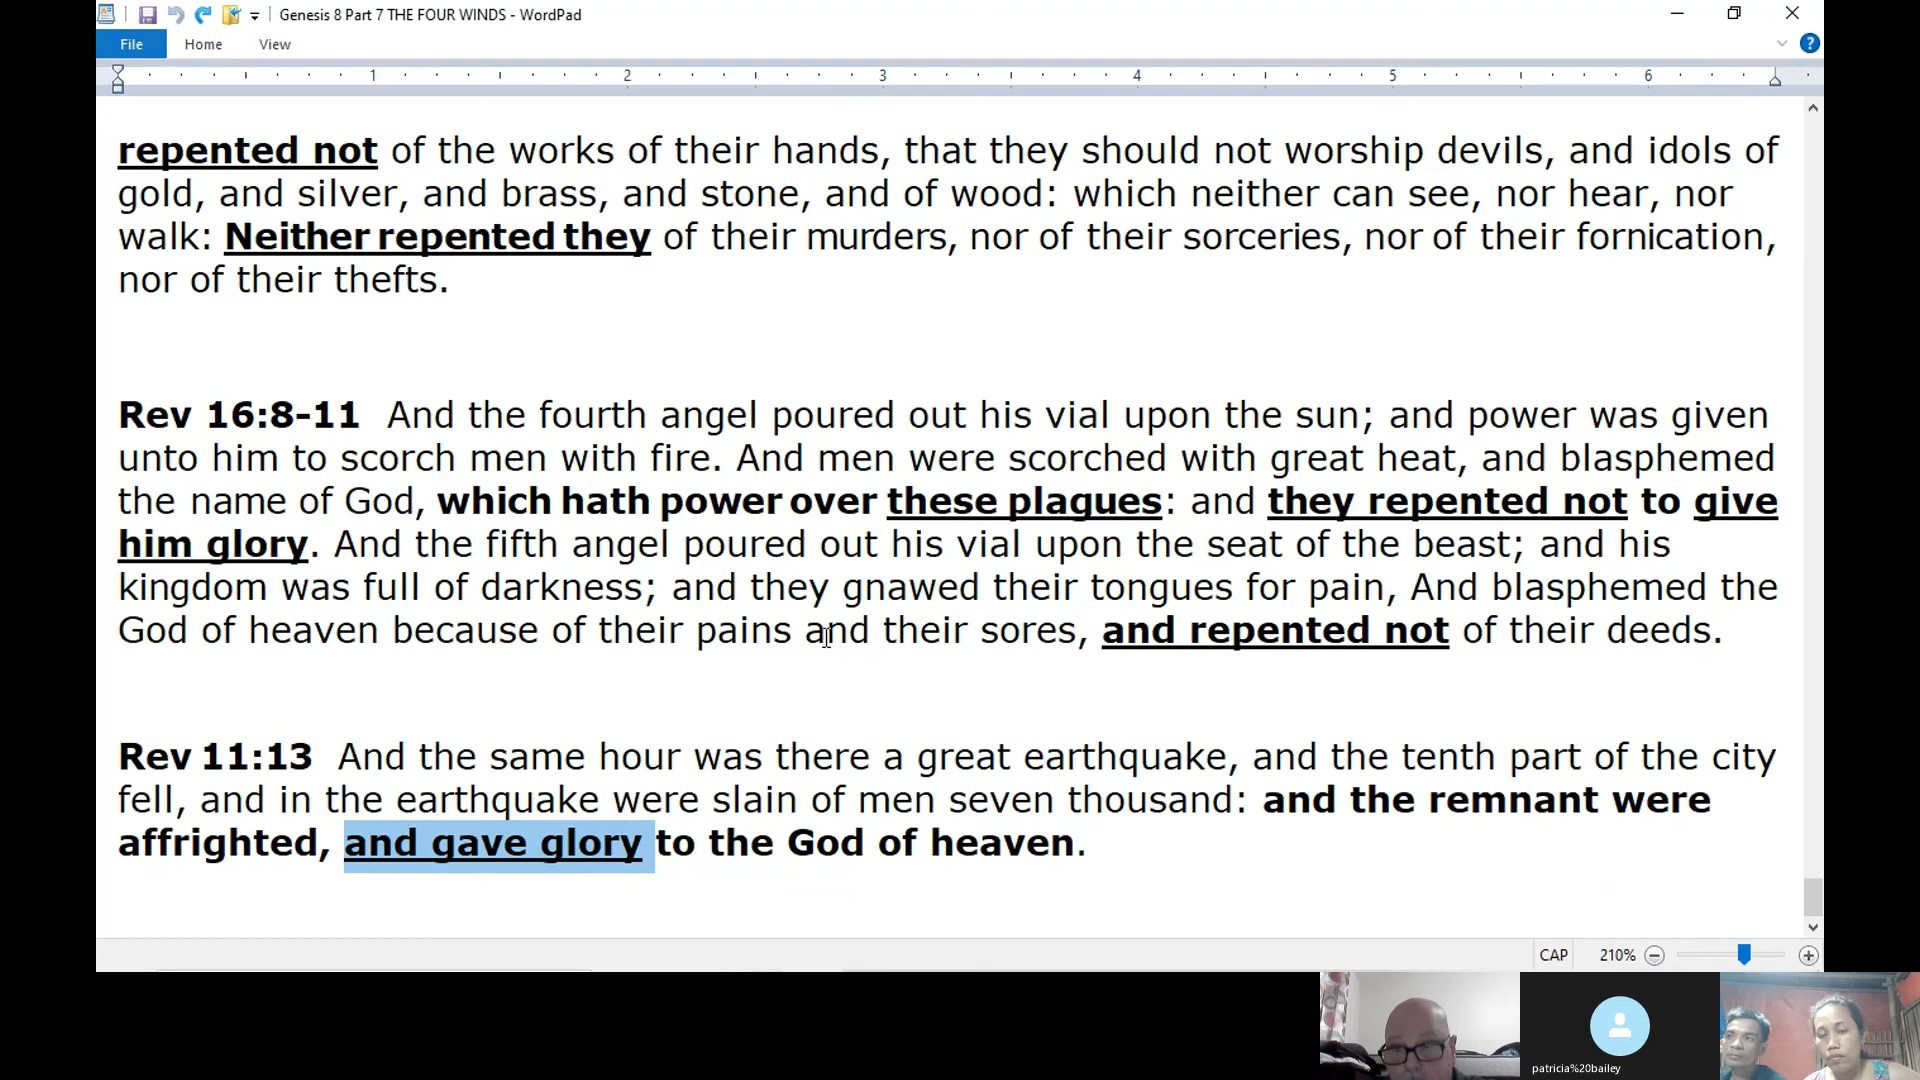 Genesis 8 Part 7 THE FOUR WINDS - WordPad
File Home View
1 2 3 4 5 6
repented not of the works of their hands, that they should not worship devils, and idols of
gold, and silver, and brass, and stone, and of wood: which neither can see, nor hear, nor
walk: Neither repented they of their murders, nor of their sorceries, nor of their fornication,
nor of their thefts.
Rev 16:8-11 And the fourth angel poured out his vial upon the sun; and power was given
unto him to scorch men with fire. And men were scorched with great heat, and blasphemed
the name of God, which hath power over these plagues: and they repented not to give
him glory. And the fifth angel poured out his vial upon the seat of the beast; and his
kingdom was full of darkness; and they gnawed their tongues for pain, And blasphemed the
God of heaven because of their pains and their sores, and repented not of their deeds.
Rev 11:13 And the same hour was there a great earthquake, and the tenth part of the city
fell, and in the earthquake were slain of men seven thousand: and the remnant were
affrighted, and gave glory to the God of heaven.
CAP 210%
patricia%20bailey